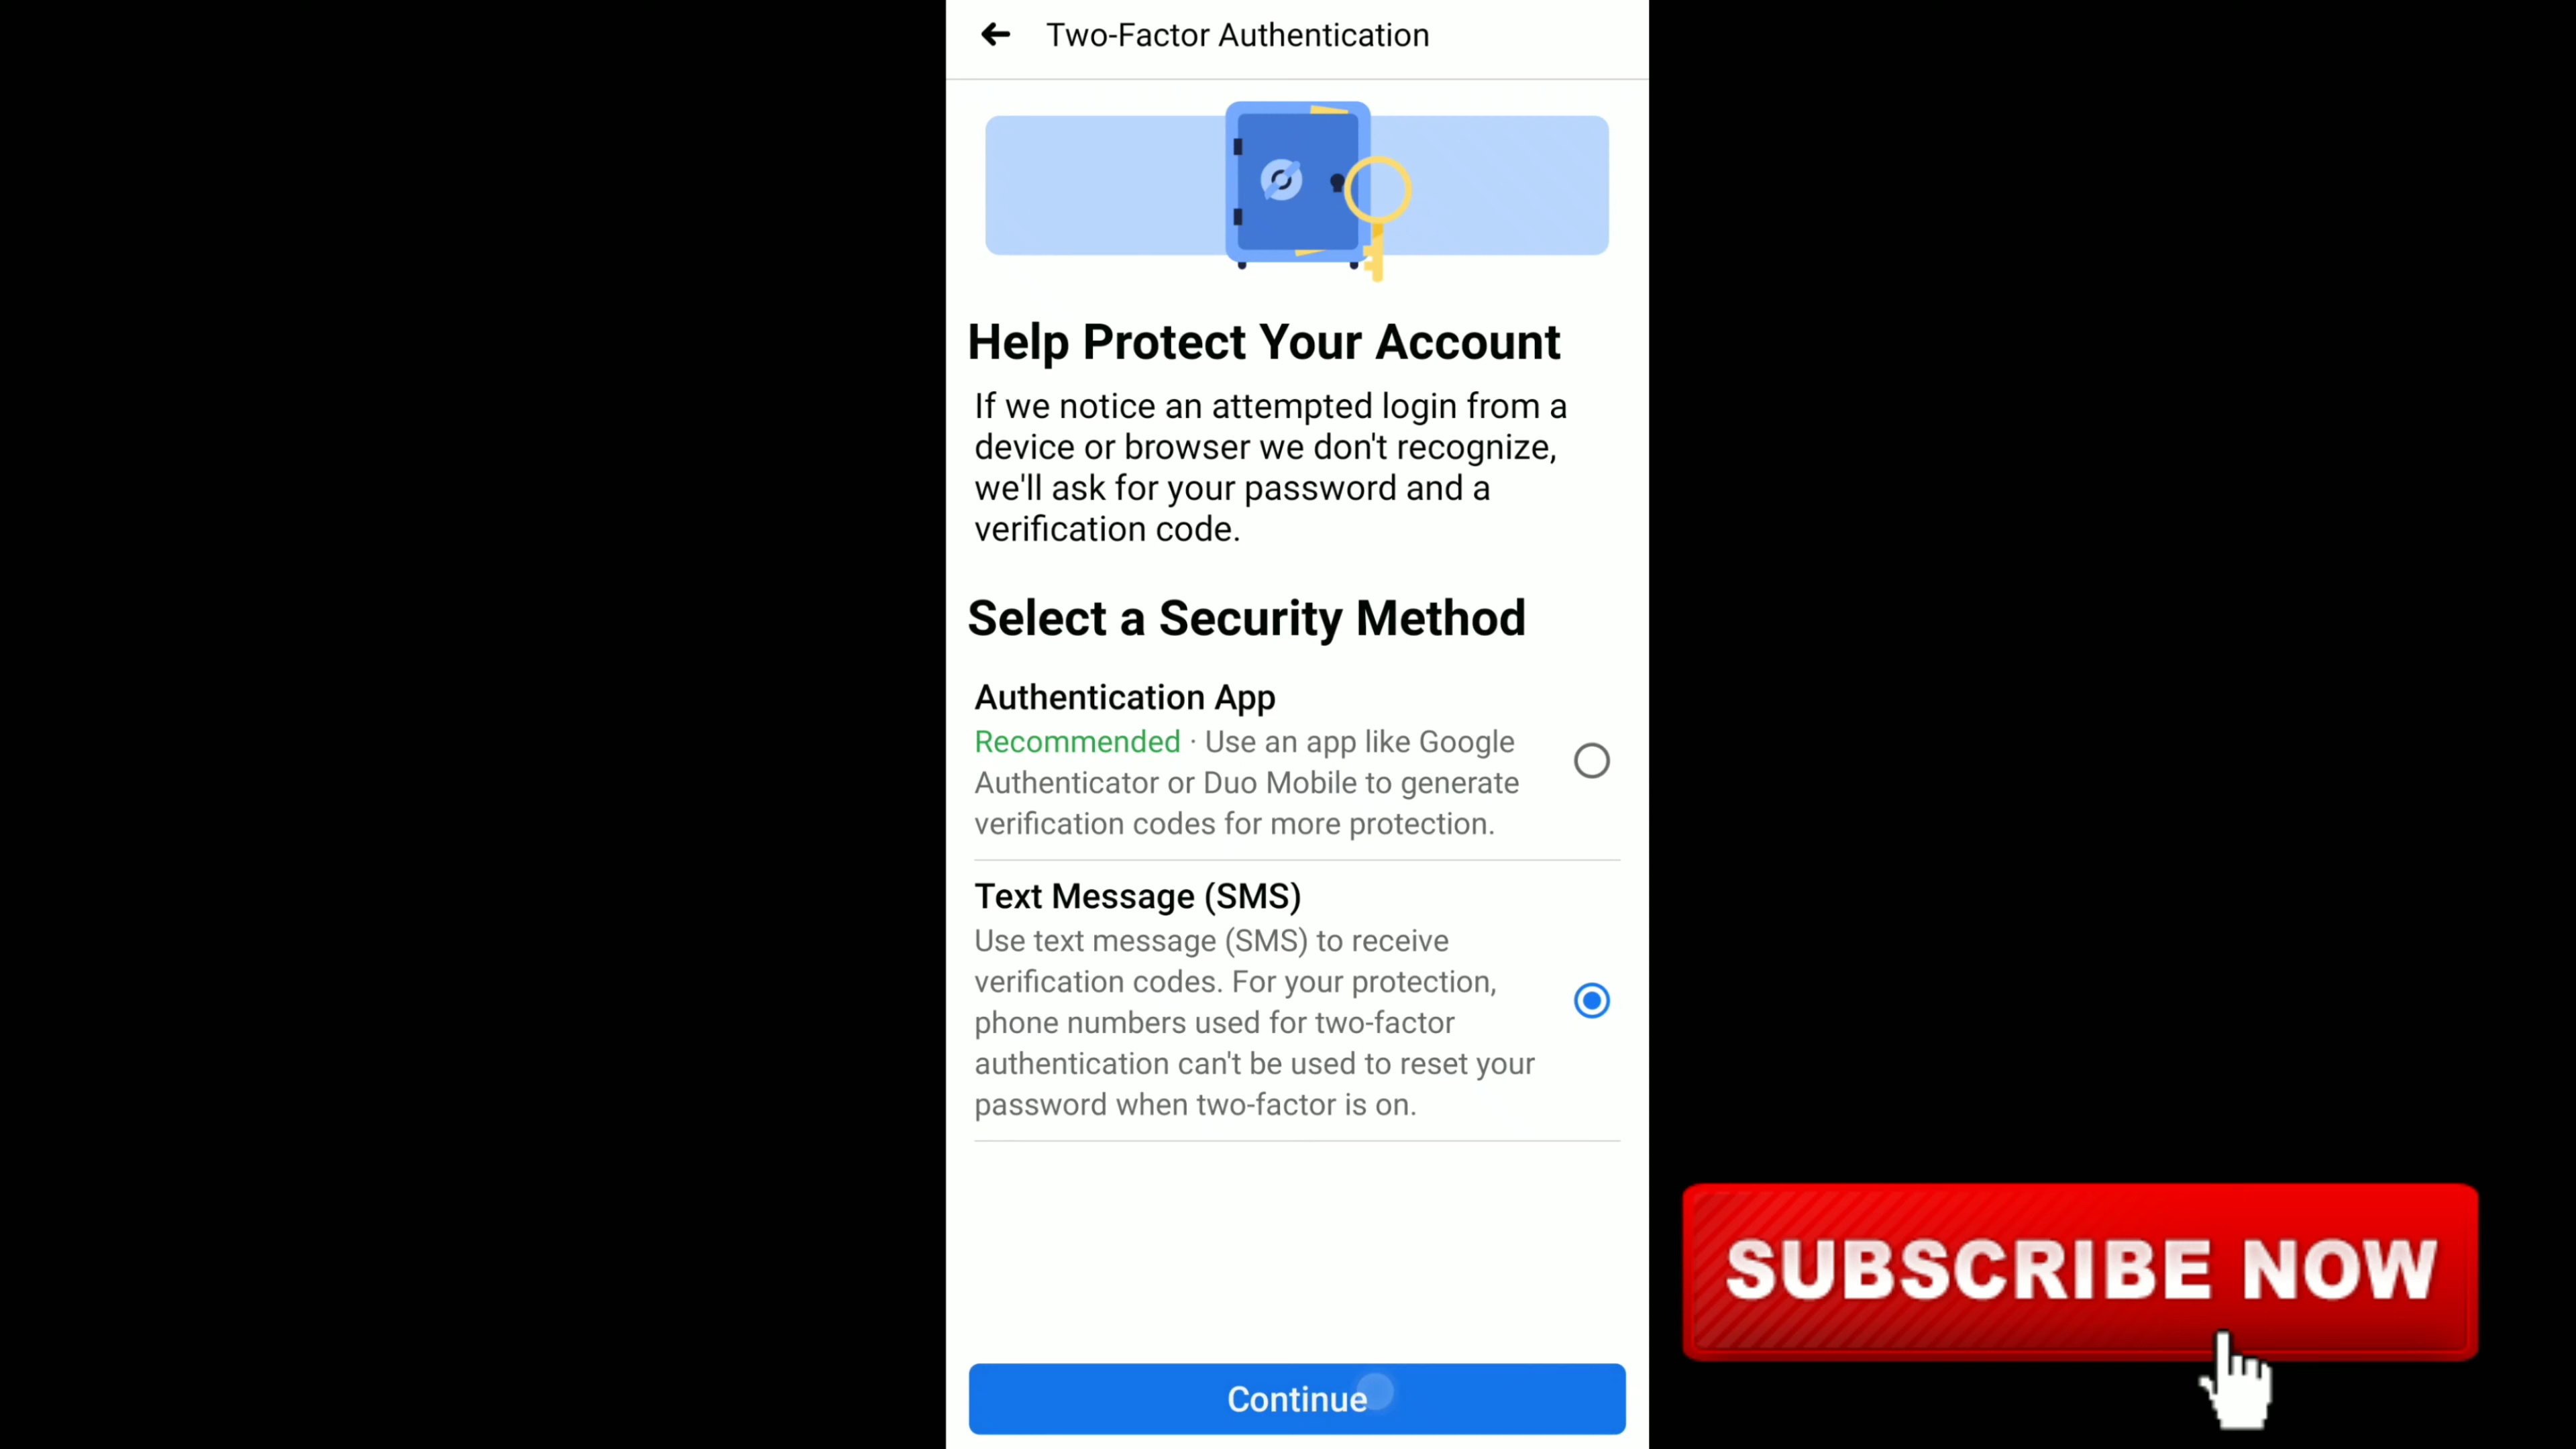 Two-Factor Authentication
Help Protect Your Account
If we notice an attempted login from a
device or browser we don't recognize,
we'll ask for your password and a
verification code.
Select a Security Method
Authentication App
Recommended · Use an app like Google
Authenticator or Duo Mobile to generate
verification codes for more protection.
Text Message (SMS)
Use text message (SMS) to receive
verification codes. For your protection,
phone numbers used for two-factor
authentication can't be used to reset your
password when two-factor is on.
SUBSCRIBE NOW
Continue